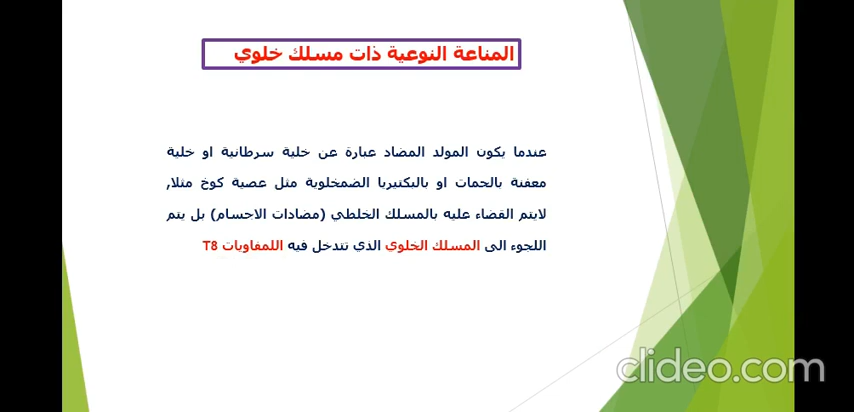 المناعة النوعية ذات مسلك خلوي
عندما يكون المولد المضاد عبارة عن خلية سرطانية او خلية
معفنة بالحمات او بالبكتيريا الضمخلوية مثل عصية كوخ مثلا,
لايتم القضاء عليه بالمسلك الخلطي (مضادات الاجسام) بل يتم
اللجوء الى المسلك الخلوي الذي تتدخل فيه اللمفاويات T8
clideo.com